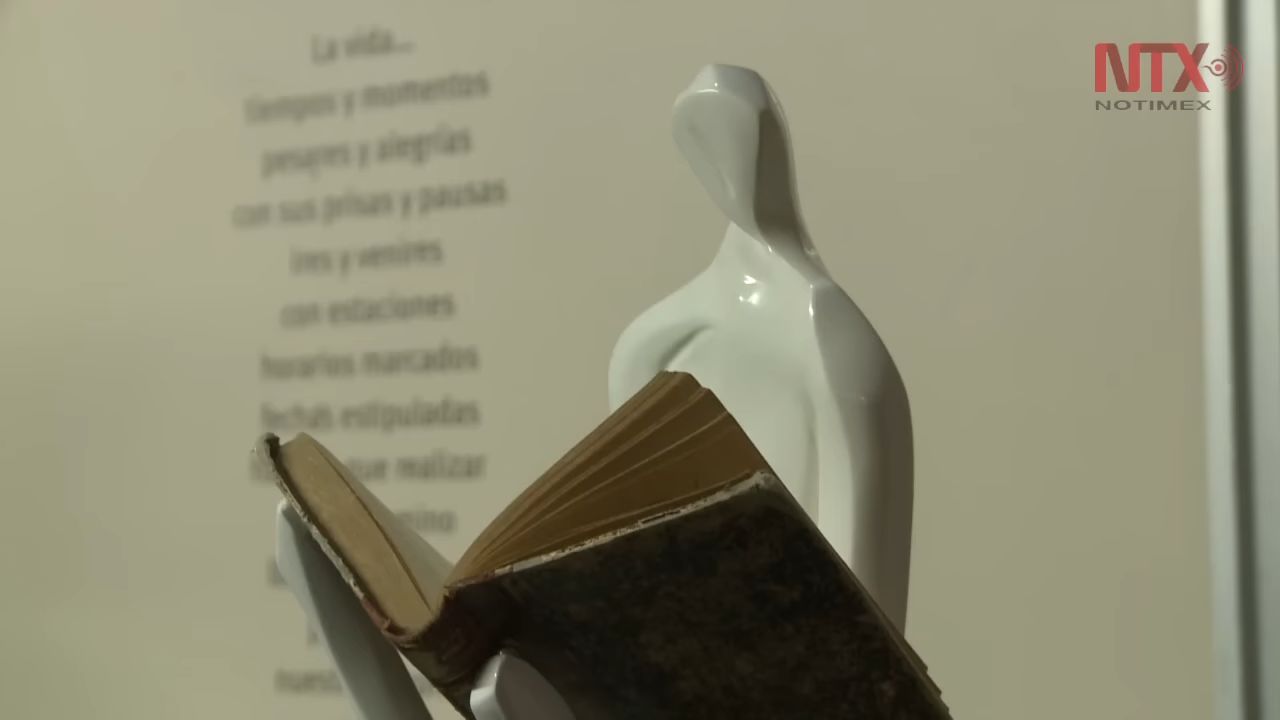 La vida...
tiempos y momentos
pesares y alegrías
con sus prisas y pausas
ires y venires
con estaciones
horarios marcados
fechas estipuladas
que realizar
NTX
NOTIMEX